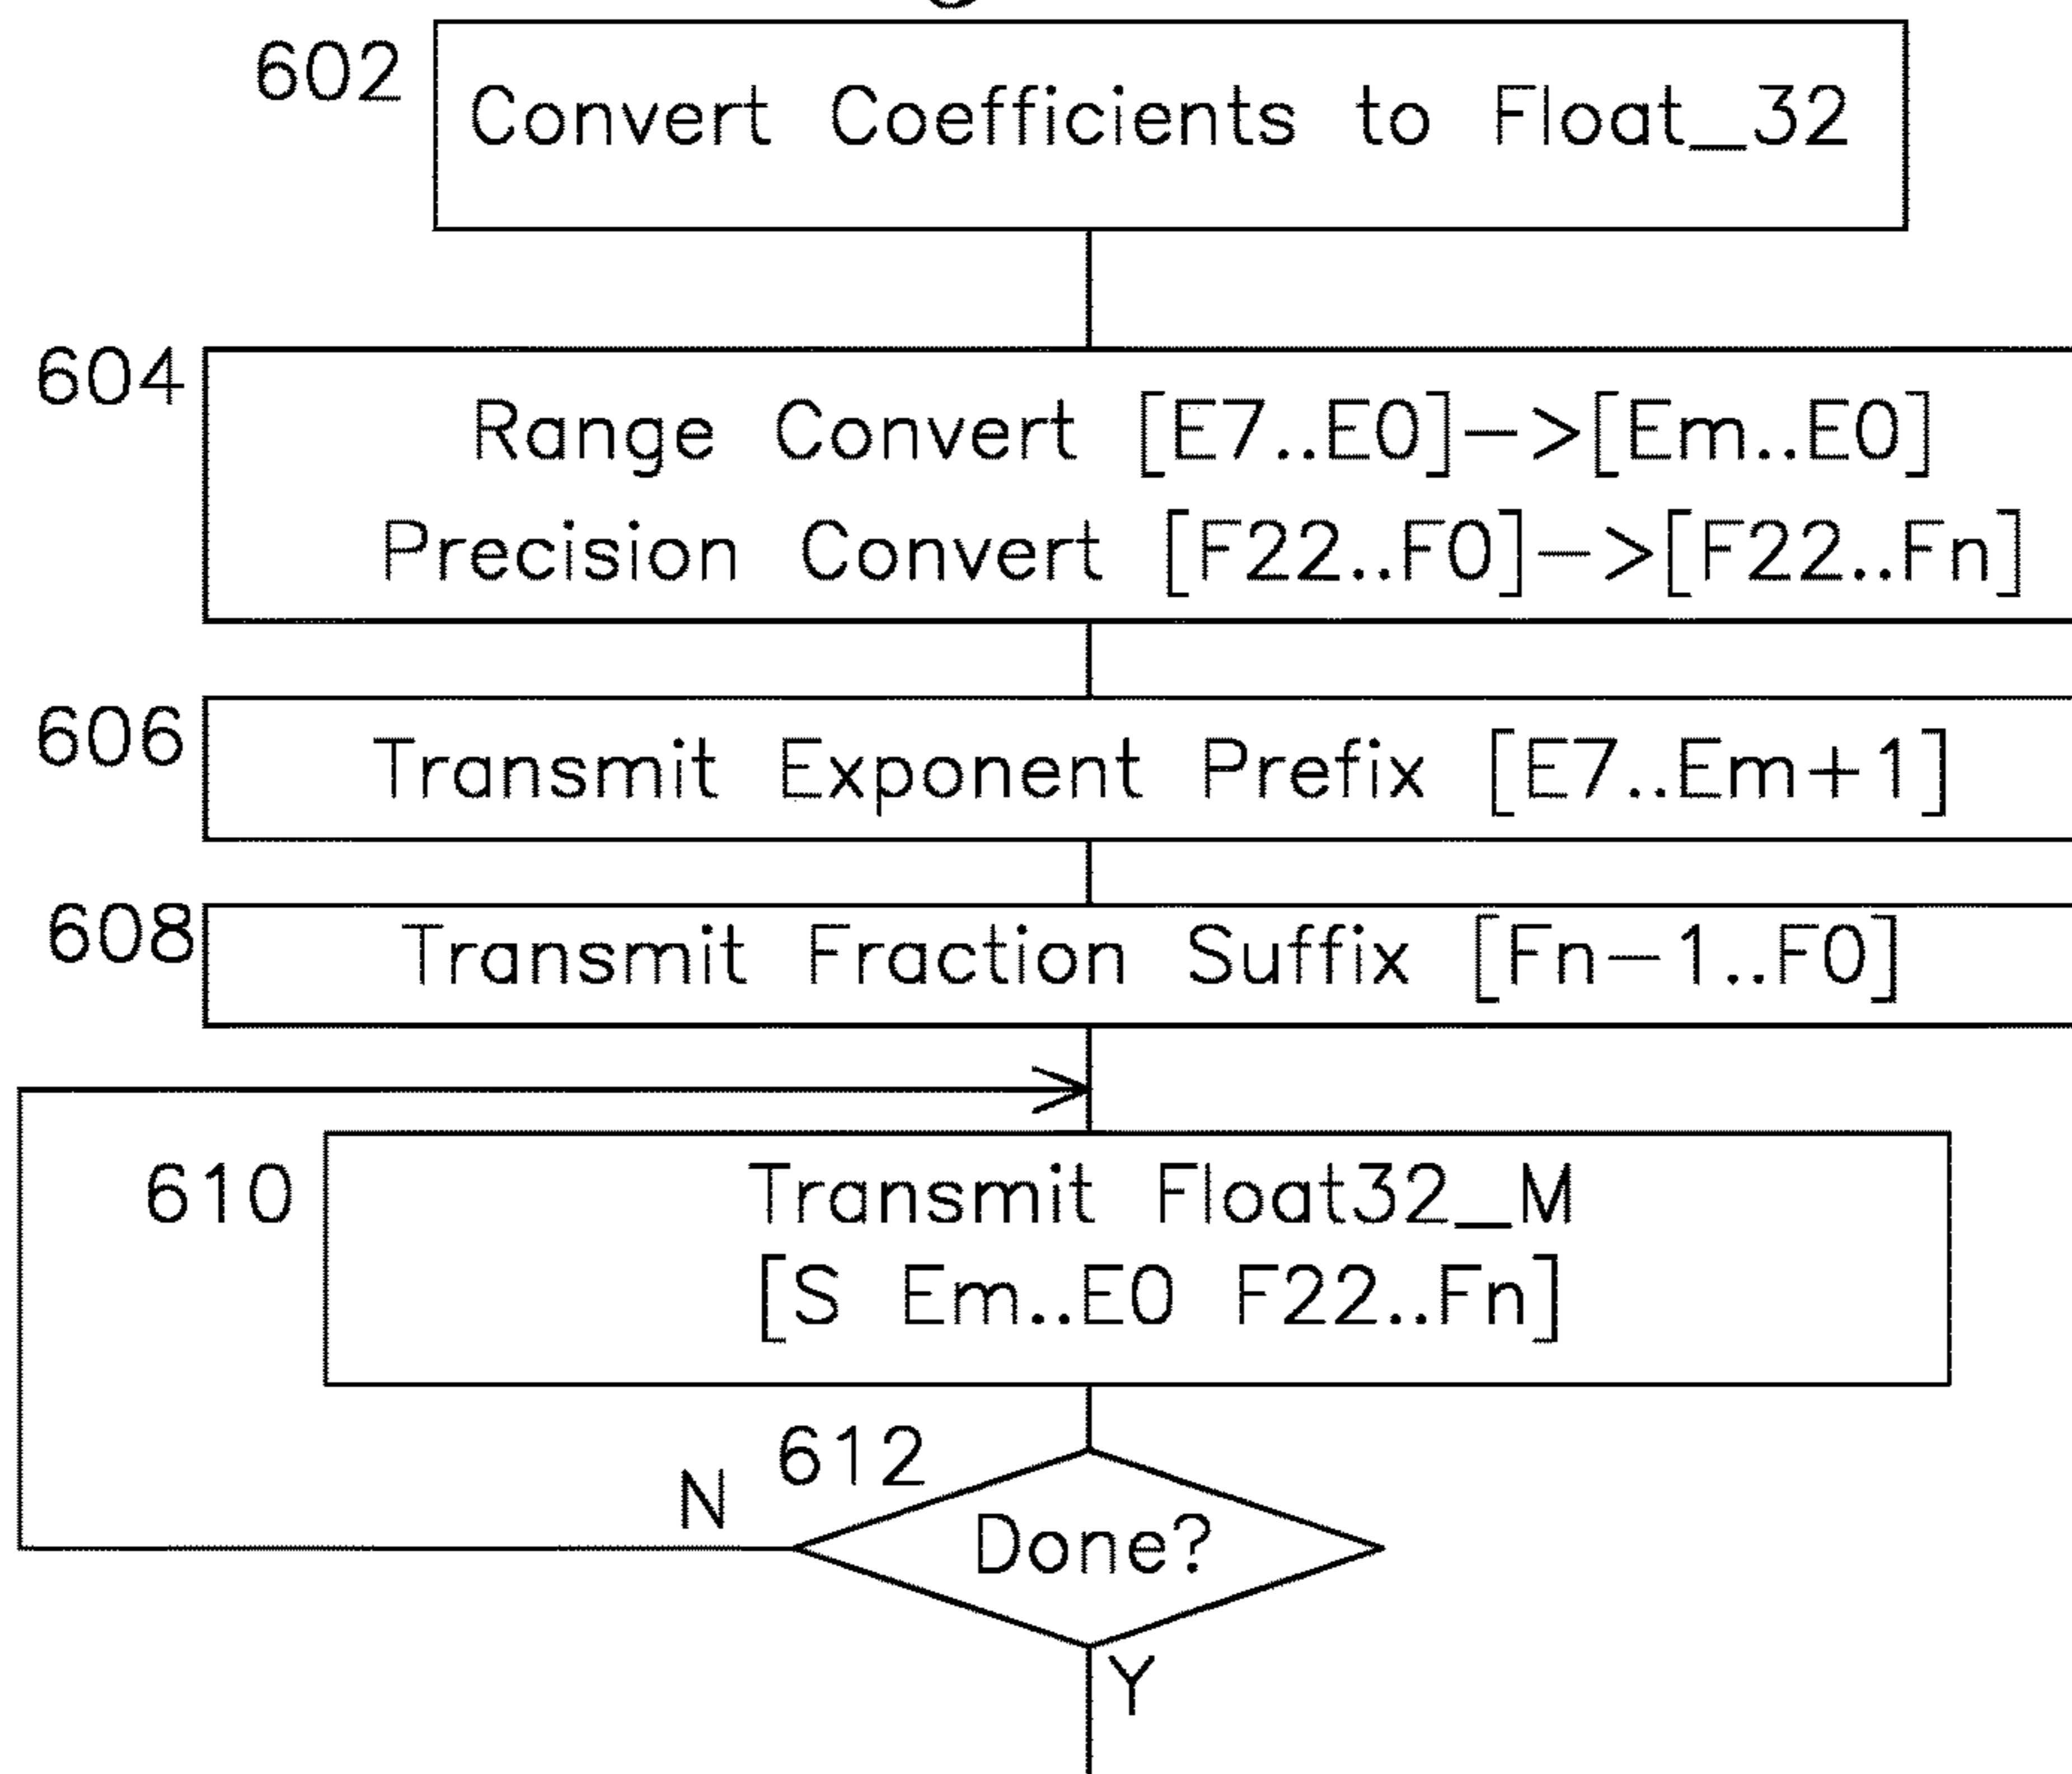 602
Convert Coefficients to Float_32
604
Range Convert [E7..E0]->[Em..E0]
Precision Convert [F22..F0]->[F22..Fn]
606
Transmit Exponent Prefix [E7..Em+1]
608
Transmit Fraction Suffix [Fn-1..F0]
610
Transmit Float32_M
[S Em..E0 F22..Fn]
612
N
Done?
Y